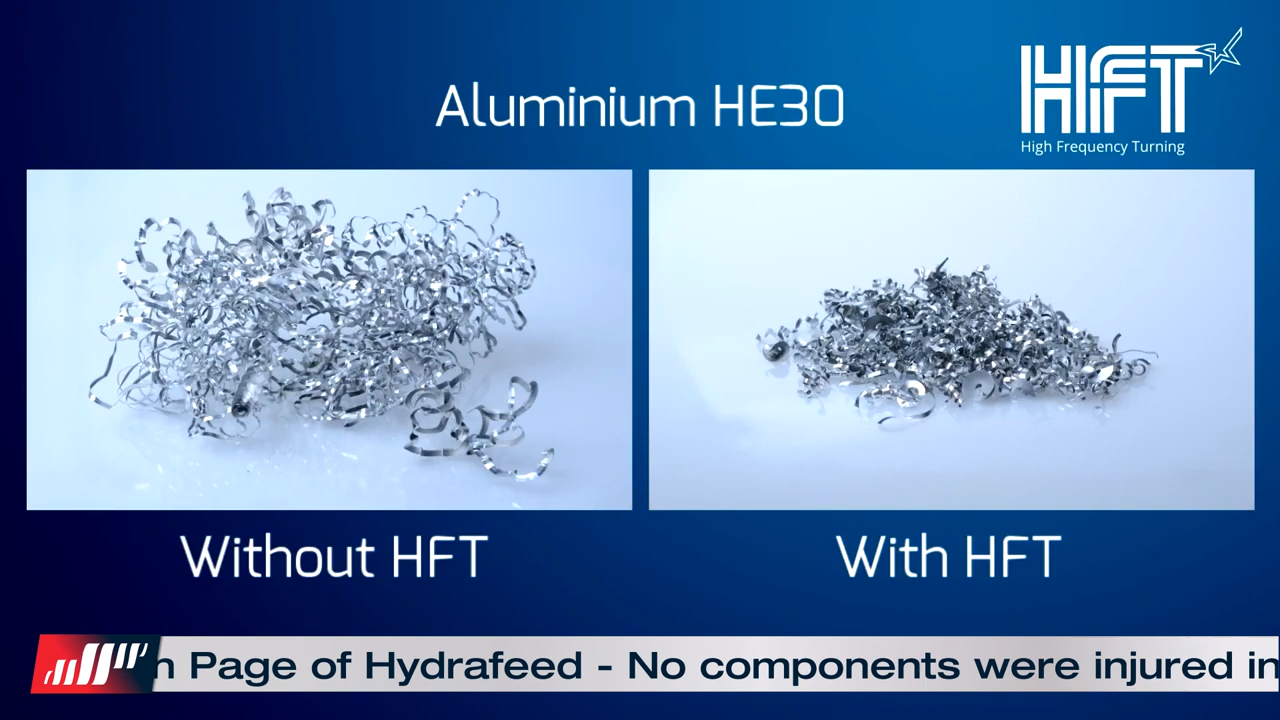 Aluminium HE30
HFT
High Frequency Turning
Without HFT
With HFT
Page of Hydrafeed - No components were injured in